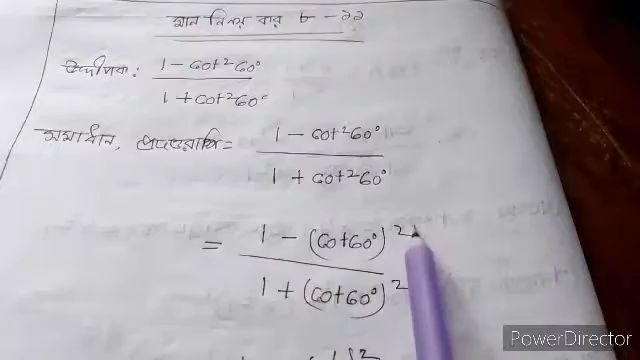 মান নির্ণয় কর ৮-১১
উদ্দীপক: 1 - cot²60°
1 + cot²60°
সমাধান, প্রদত্তরাশি = 1 - cot²60°
1 + cot²60°
= 1 - (cot60°)²
1 + (cot60°)²
PowerDirector